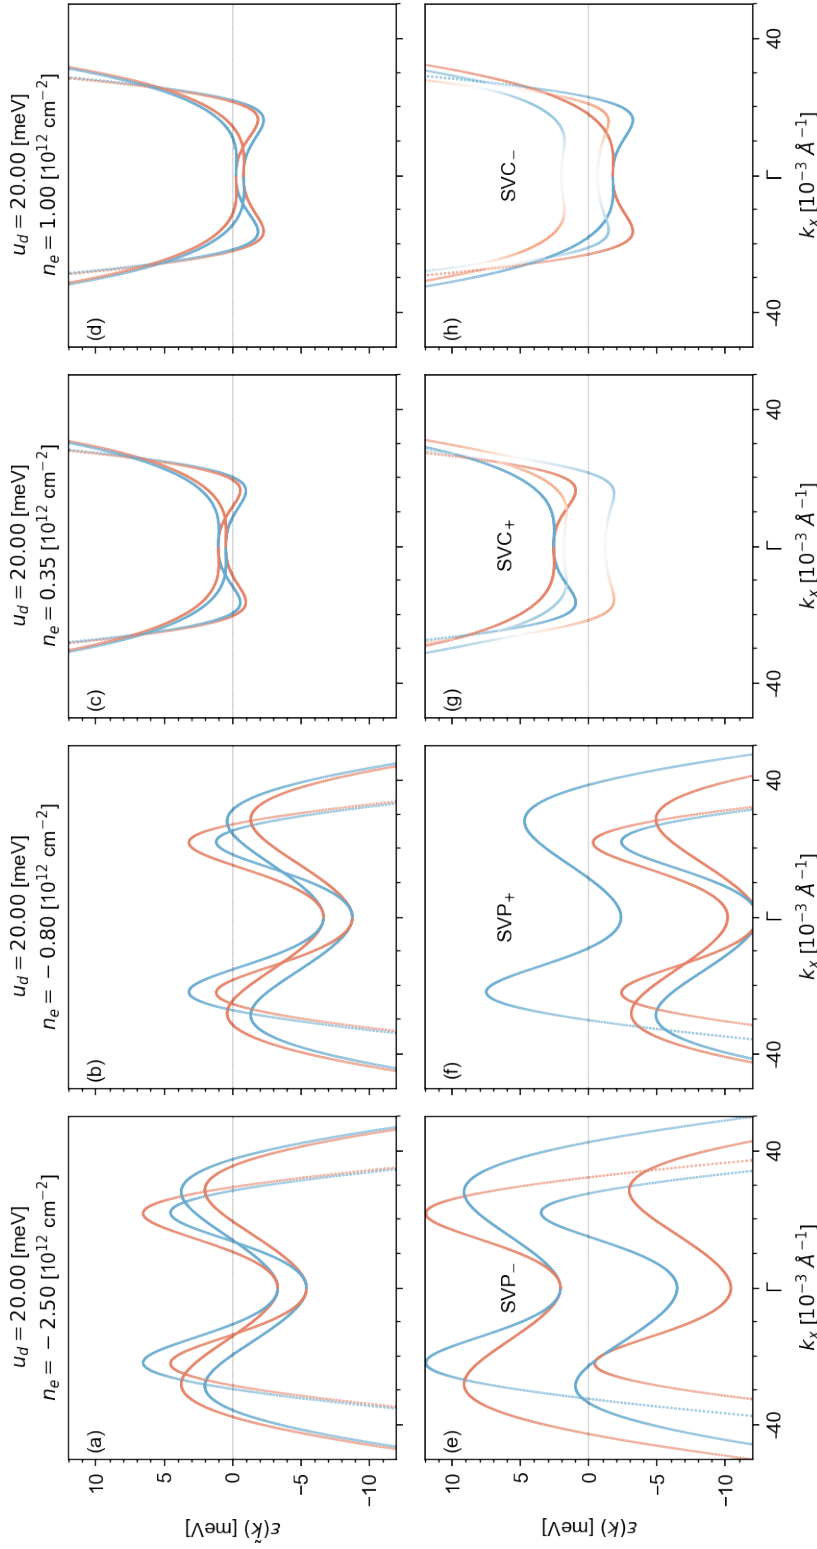 u_d = 20.00 [meV]
n_e = − 2.50 [10^12 cm^−2]
u_d = 20.00 [meV]
n_e = − 0.80 [10^12 cm^−2]
u_d = 20.00 [meV]
n_e = 0.35 [10^12 cm^−2]
u_d = 20.00 [meV]
n_e = 1.00 [10^12 cm^−2]
(a)
(b)
(c)
(d)
10
5
0
−5
−10
ε̃(k) [meV]
(e)
(f)
(g)
(h)
SVP_−
SVP_+
SVC_+
SVC_−
10
5
0
−5
−10
ε(k) [meV]
-40 Γ 40
-40 Γ 40
-40 Γ 40
-40 Γ 40
k_x [10^−3 Å^−1]
k_x [10^−3 Å^−1]
k_x [10^−3 Å^−1]
k_x [10^−3 Å^−1]